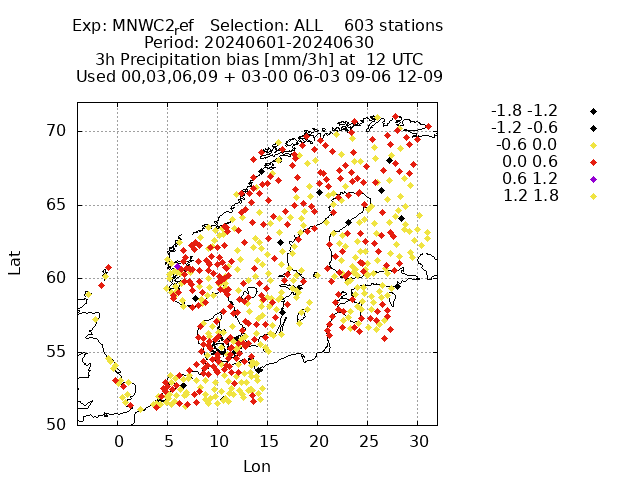 Exp: MNWC2_ref   Selection: ALL    603 stations
Period: 20240601-20240630
3h Precipitation bias [mm/3h] at  12 UTC
Used 00,03,06,09 + 03-00 06-03 09-06 12-09
-1.8 -1.2
-1.2 -0.6
-0.6 0.0
0.0 0.6
0.6 1.2
1.2 1.8
70
65
60
55
50
Lat
0 5 10 15 20 25 30
Lon